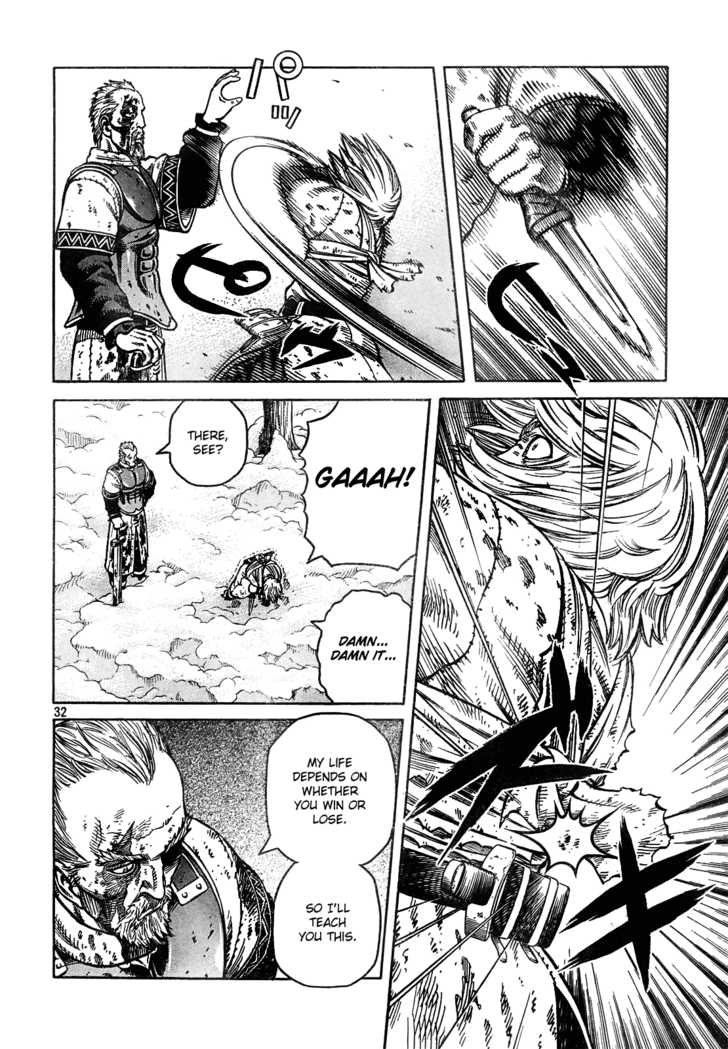 GAAAH!
THERE,
SEE?
DAMN...
DAMN IT...
32
MY LIFE
DEPENDS ON
WHETHER
YOU WIN OR
LOSE.
SO I'LL
TEACH
YOU THIS.